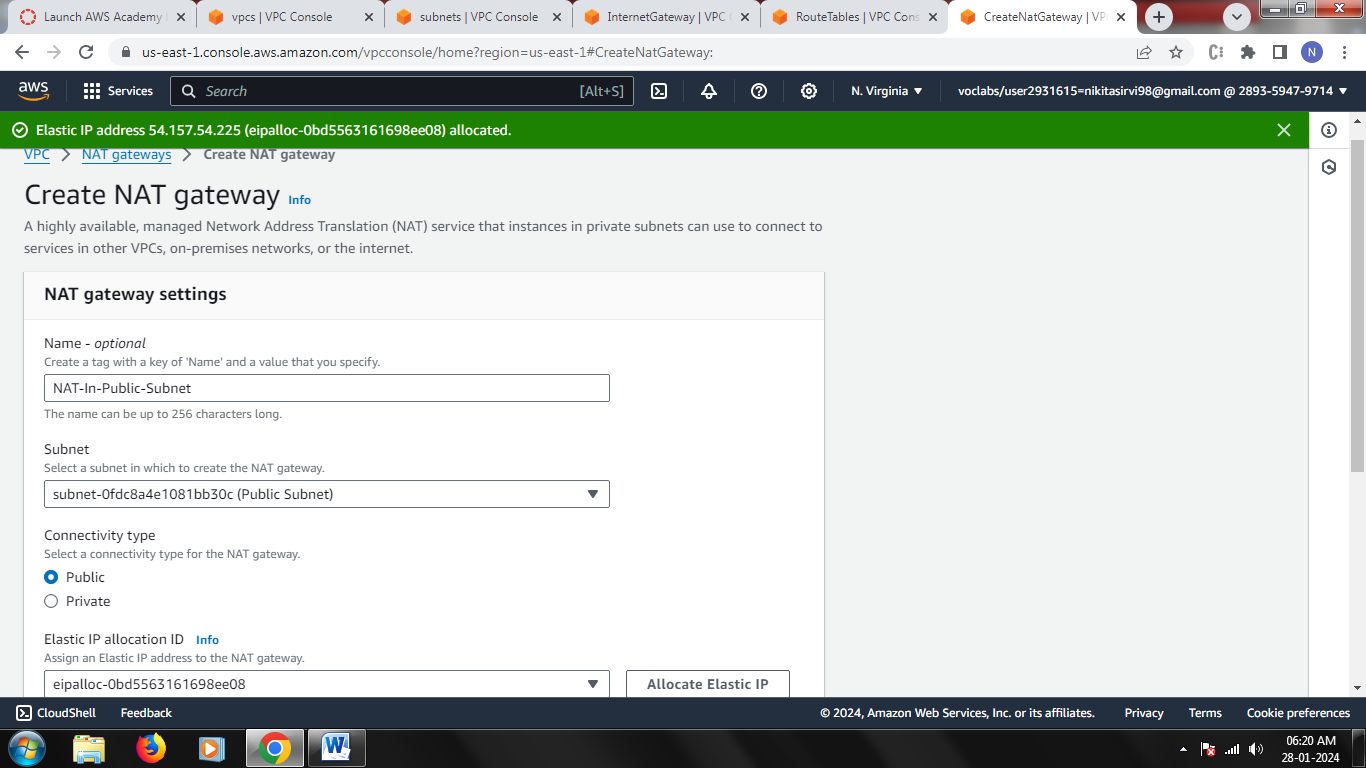 Launch AWS Academy
vpcs | VPC Console
subnets | VPC Console
InternetGateway | VPC
RouteTables | VPC Cons
CreateNatGateway | VP
us-east-1.console.aws.amazon.com/vpcconsole/home?region=us-east-1#CreateNatGateway:
N
aws
Services
Search
[Alt+S]
N. Virginia
voclabs/user2931615=nikitasirvi98@gmail.com @ 2893-5947-9714
Elastic IP address 54.157.54.225 (eipalloc-0bd5563161698ee08) allocated.
VPC > NAT gateways > Create NAT gateway
Create NAT gateway Info
A highly available, managed Network Address Translation (NAT) service that instances in private subnets can use to connect to
services in other VPCs, on-premises networks, or the internet.
NAT gateway settings
Name - optional
Create a tag with a key of 'Name' and a value that you specify.
NAT-In-Public-Subnet
The name can be up to 256 characters long.
Subnet
Select a subnet in which to create the NAT gateway.
subnet-0fdc8a4e1081bb30c (Public Subnet)
Connectivity type
Select a connectivity type for the NAT gateway.
Public
Private
Elastic IP allocation ID Info
Assign an Elastic IP address to the NAT gateway.
eipalloc-0bd5563161698ee08
Allocate Elastic IP
CloudShell
Feedback
© 2024, Amazon Web Services, Inc. or its affiliates.
Privacy
Terms
Cookie preferences
06:20 AM
28-01-2024